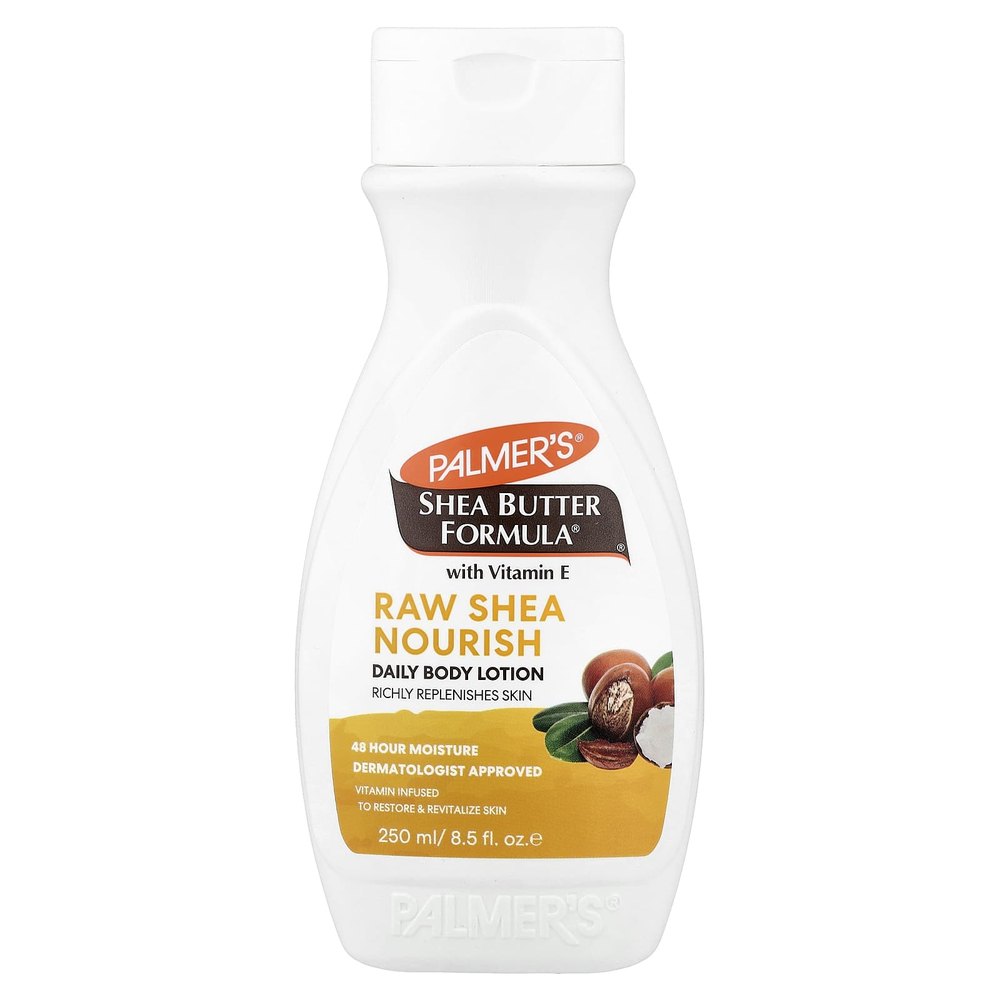 PALMER'S®
SHEA BUTTER
FORMULA®
®
with Vitamin E
RAW SHEA
NOURISH
DAILY BODY LOTION
RICHLY REPLENISHES SKIN
48 HOUR MOISTURE
DERMATOLOGIST APPROVED
VITAMIN INFUSED
TO RESTORE & REVITALIZE SKIN
250 ml/ 8.5 fl. oz.℮
PALMER'S®